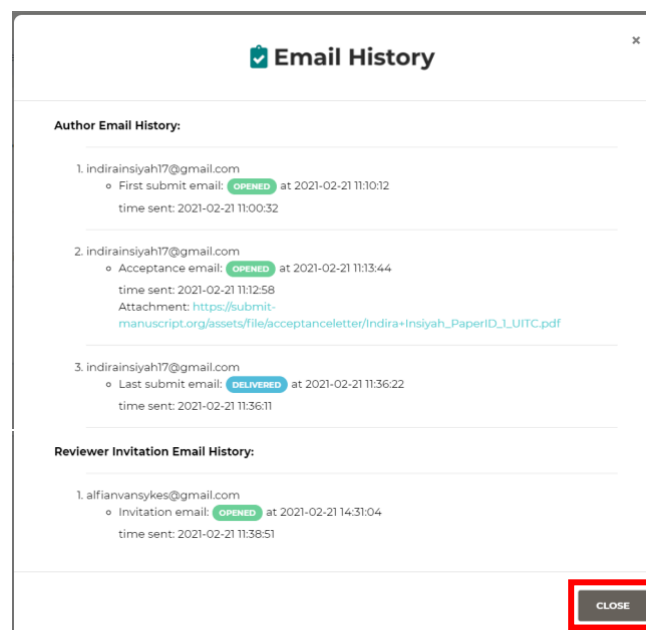 ×
Email History
Author Email History:
1. indirainsiyah17@gmail.com
First submit email: OPENED at 2021-02-21 11:10:12
time sent: 2021-02-21 11:00:32
2. indirainsiyah17@gmail.com
Acceptance email: OPENED at 2021-02-21 11:13:44
time sent: 2021-02-21 11:12:58
Attachment: https://submit-
manuscript.org/assets/file/acceptanceletter/Indira+Insiyah_PaperID_1_UITC.pdf
3. indirainsiyah17@gmail.com
Last submit email: DELIVERED at 2021-02-21 11:36:22
time sent: 2021-02-21 11:36:11
Reviewer Invitation Email History:
1. alfianvansykes@gmail.com
Invitation email: OPENED at 2021-02-21 14:31:04
time sent: 2021-02-21 11:38:51
CLOSE